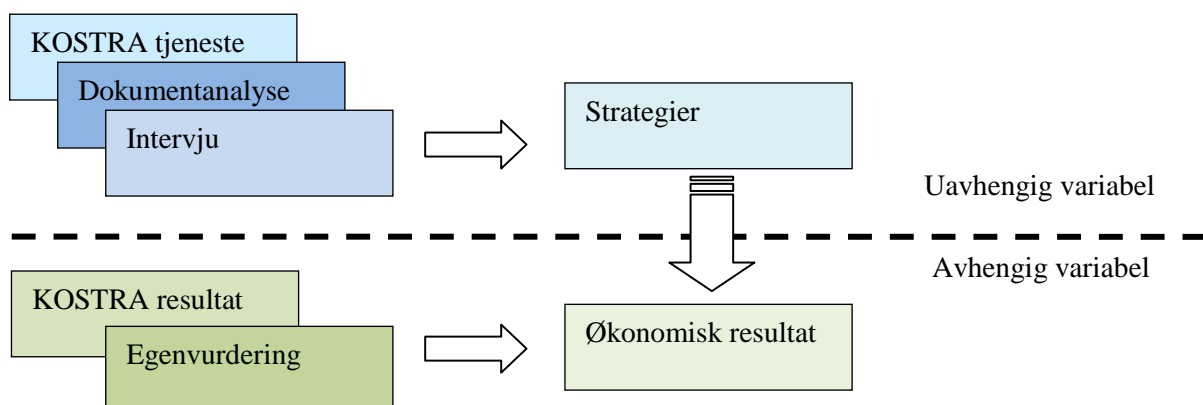 KOSTRA tjeneste
Dokumentanalyse
Intervju
Strategier
Uavhengig variabel
Avhengig variabel
KOSTRA resultat
Egenvurdering
Økonomisk resultat